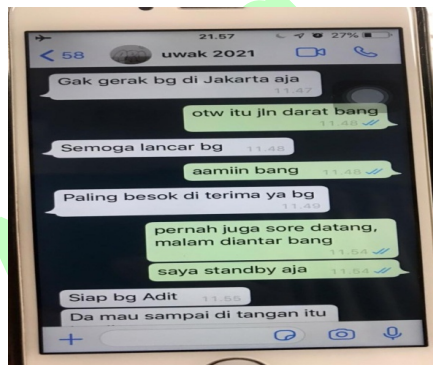 21.57
27%
58
uwak 2021
Gak gerak bg di Jakarta aja
11.47
otw itu jln darat bang
11.48
Semoga lancar bg
11.48
aamiin bang
11.48
Paling besok di terima ya bg
11.49
pernah juga sore datang,
malam diantar bang
11.54
saya standby aja
11.54
Siap bg Adit
11.55
Da mau sampai di tangan itu